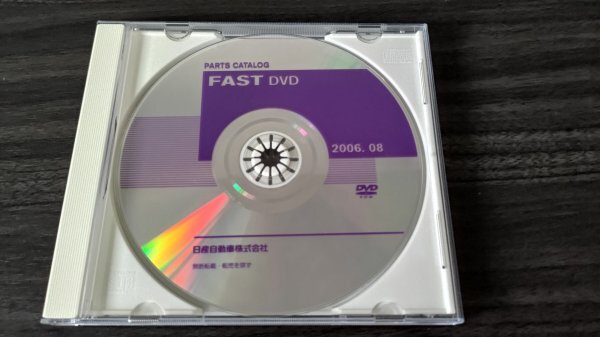 PARTS CATALOG
FAST DVD
2006. 08
DVD
日産自動車株式会社
無断転載・転売を禁ず